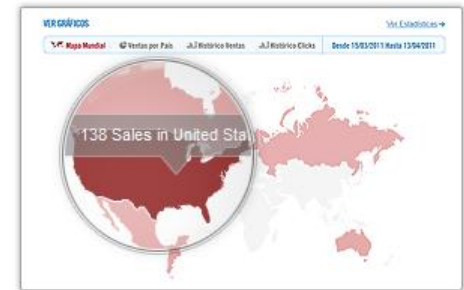 VER GRÁFICOS
Ver Estadísticas →
Mapa Mundial
Ventas por País
Histórico Ventas
Histórico Clicks
Desde 15/03/2011 Hasta 13/04/2011
138 Sales in United Sta...